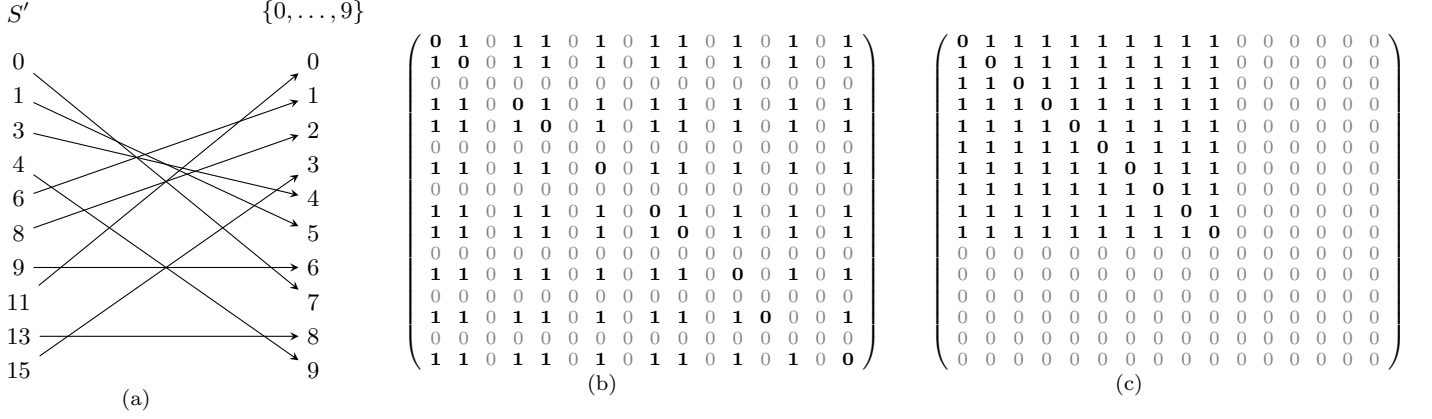 S′
0
1
3
4
6
8
9
11
13
15
{0, . . . , 9}
0
1
2
3
4
5
6
7
8
9
(a)
0 1 0 1 1 0 1 0 1 1 0 1 0 1 0 1
1 0 0 1 1 0 1 0 1 1 0 1 0 1 0 1
0 0 0 0 0 0 0 0 0 0 0 0 0 0 0 0
1 1 0 0 1 0 1 0 1 1 0 1 0 1 0 1
1 1 0 1 0 0 1 0 1 1 0 1 0 1 0 1
0 0 0 0 0 0 0 0 0 0 0 0 0 0 0 0
1 1 0 1 1 0 0 0 1 1 0 1 0 1 0 1
0 0 0 0 0 0 0 0 0 0 0 0 0 0 0 0
1 1 0 1 1 0 1 0 0 1 0 1 0 1 0 1
1 1 0 1 1 0 1 0 1 0 0 1 0 1 0 1
0 0 0 0 0 0 0 0 0 0 0 0 0 0 0 0
1 1 0 1 1 0 1 0 1 1 0 0 0 1 0 1
0 0 0 0 0 0 0 0 0 0 0 0 0 0 0 0
1 1 0 1 1 0 1 0 1 1 0 1 0 0 0 1
0 0 0 0 0 0 0 0 0 0 0 0 0 0 0 0
1 1 0 1 1 0 1 0 1 1 0 1 0 1 0 0
(b)
0 1 1 1 1 1 1 1 1 1 0 0 0 0 0 0
1 0 1 1 1 1 1 1 1 1 0 0 0 0 0 0
1 1 0 1 1 1 1 1 1 1 0 0 0 0 0 0
1 1 1 0 1 1 1 1 1 1 0 0 0 0 0 0
1 1 1 1 0 1 1 1 1 1 0 0 0 0 0 0
1 1 1 1 1 0 1 1 1 1 0 0 0 0 0 0
1 1 1 1 1 1 0 1 1 1 0 0 0 0 0 0
1 1 1 1 1 1 1 0 1 1 0 0 0 0 0 0
1 1 1 1 1 1 1 1 0 1 0 0 0 0 0 0
1 1 1 1 1 1 1 1 1 0 0 0 0 0 0 0
0 0 0 0 0 0 0 0 0 0 0 0 0 0 0 0
0 0 0 0 0 0 0 0 0 0 0 0 0 0 0 0
0 0 0 0 0 0 0 0 0 0 0 0 0 0 0 0
0 0 0 0 0 0 0 0 0 0 0 0 0 0 0 0
0 0 0 0 0 0 0 0 0 0 0 0 0 0 0 0
0 0 0 0 0 0 0 0 0 0 0 0 0 0 0 0
(c)